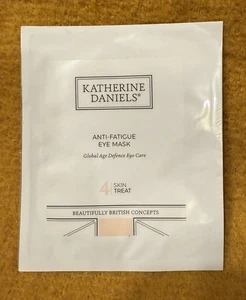 KATHERINE
DANIELS®
ANTI-FATIGUE
EYE MASK
Global Age Defence Eye Care
4 SKIN
TREAT
BEAUTIFULLY BRITISH CONCEPTS